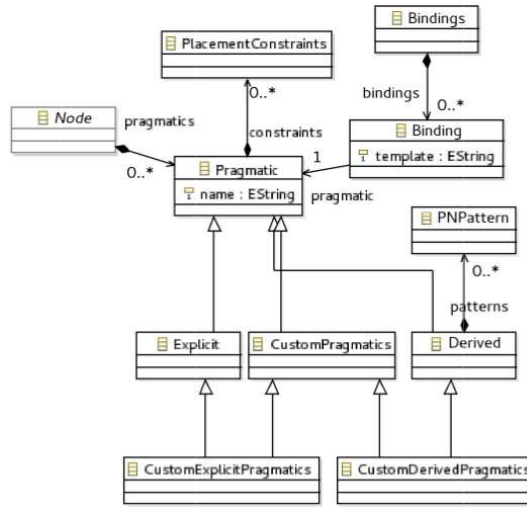 PlacementConstraints
Bindings
bindings
0..*
0..*
Node
pragmatics
constraints
Binding
template : EString
0..*
Pragmatic
1
name : EString
pragmatic
PNPattern
0..*
patterns
Explicit
CustomPragmatics
Derived
CustomExplicitPragmatics
CustomDerivedPragmatics